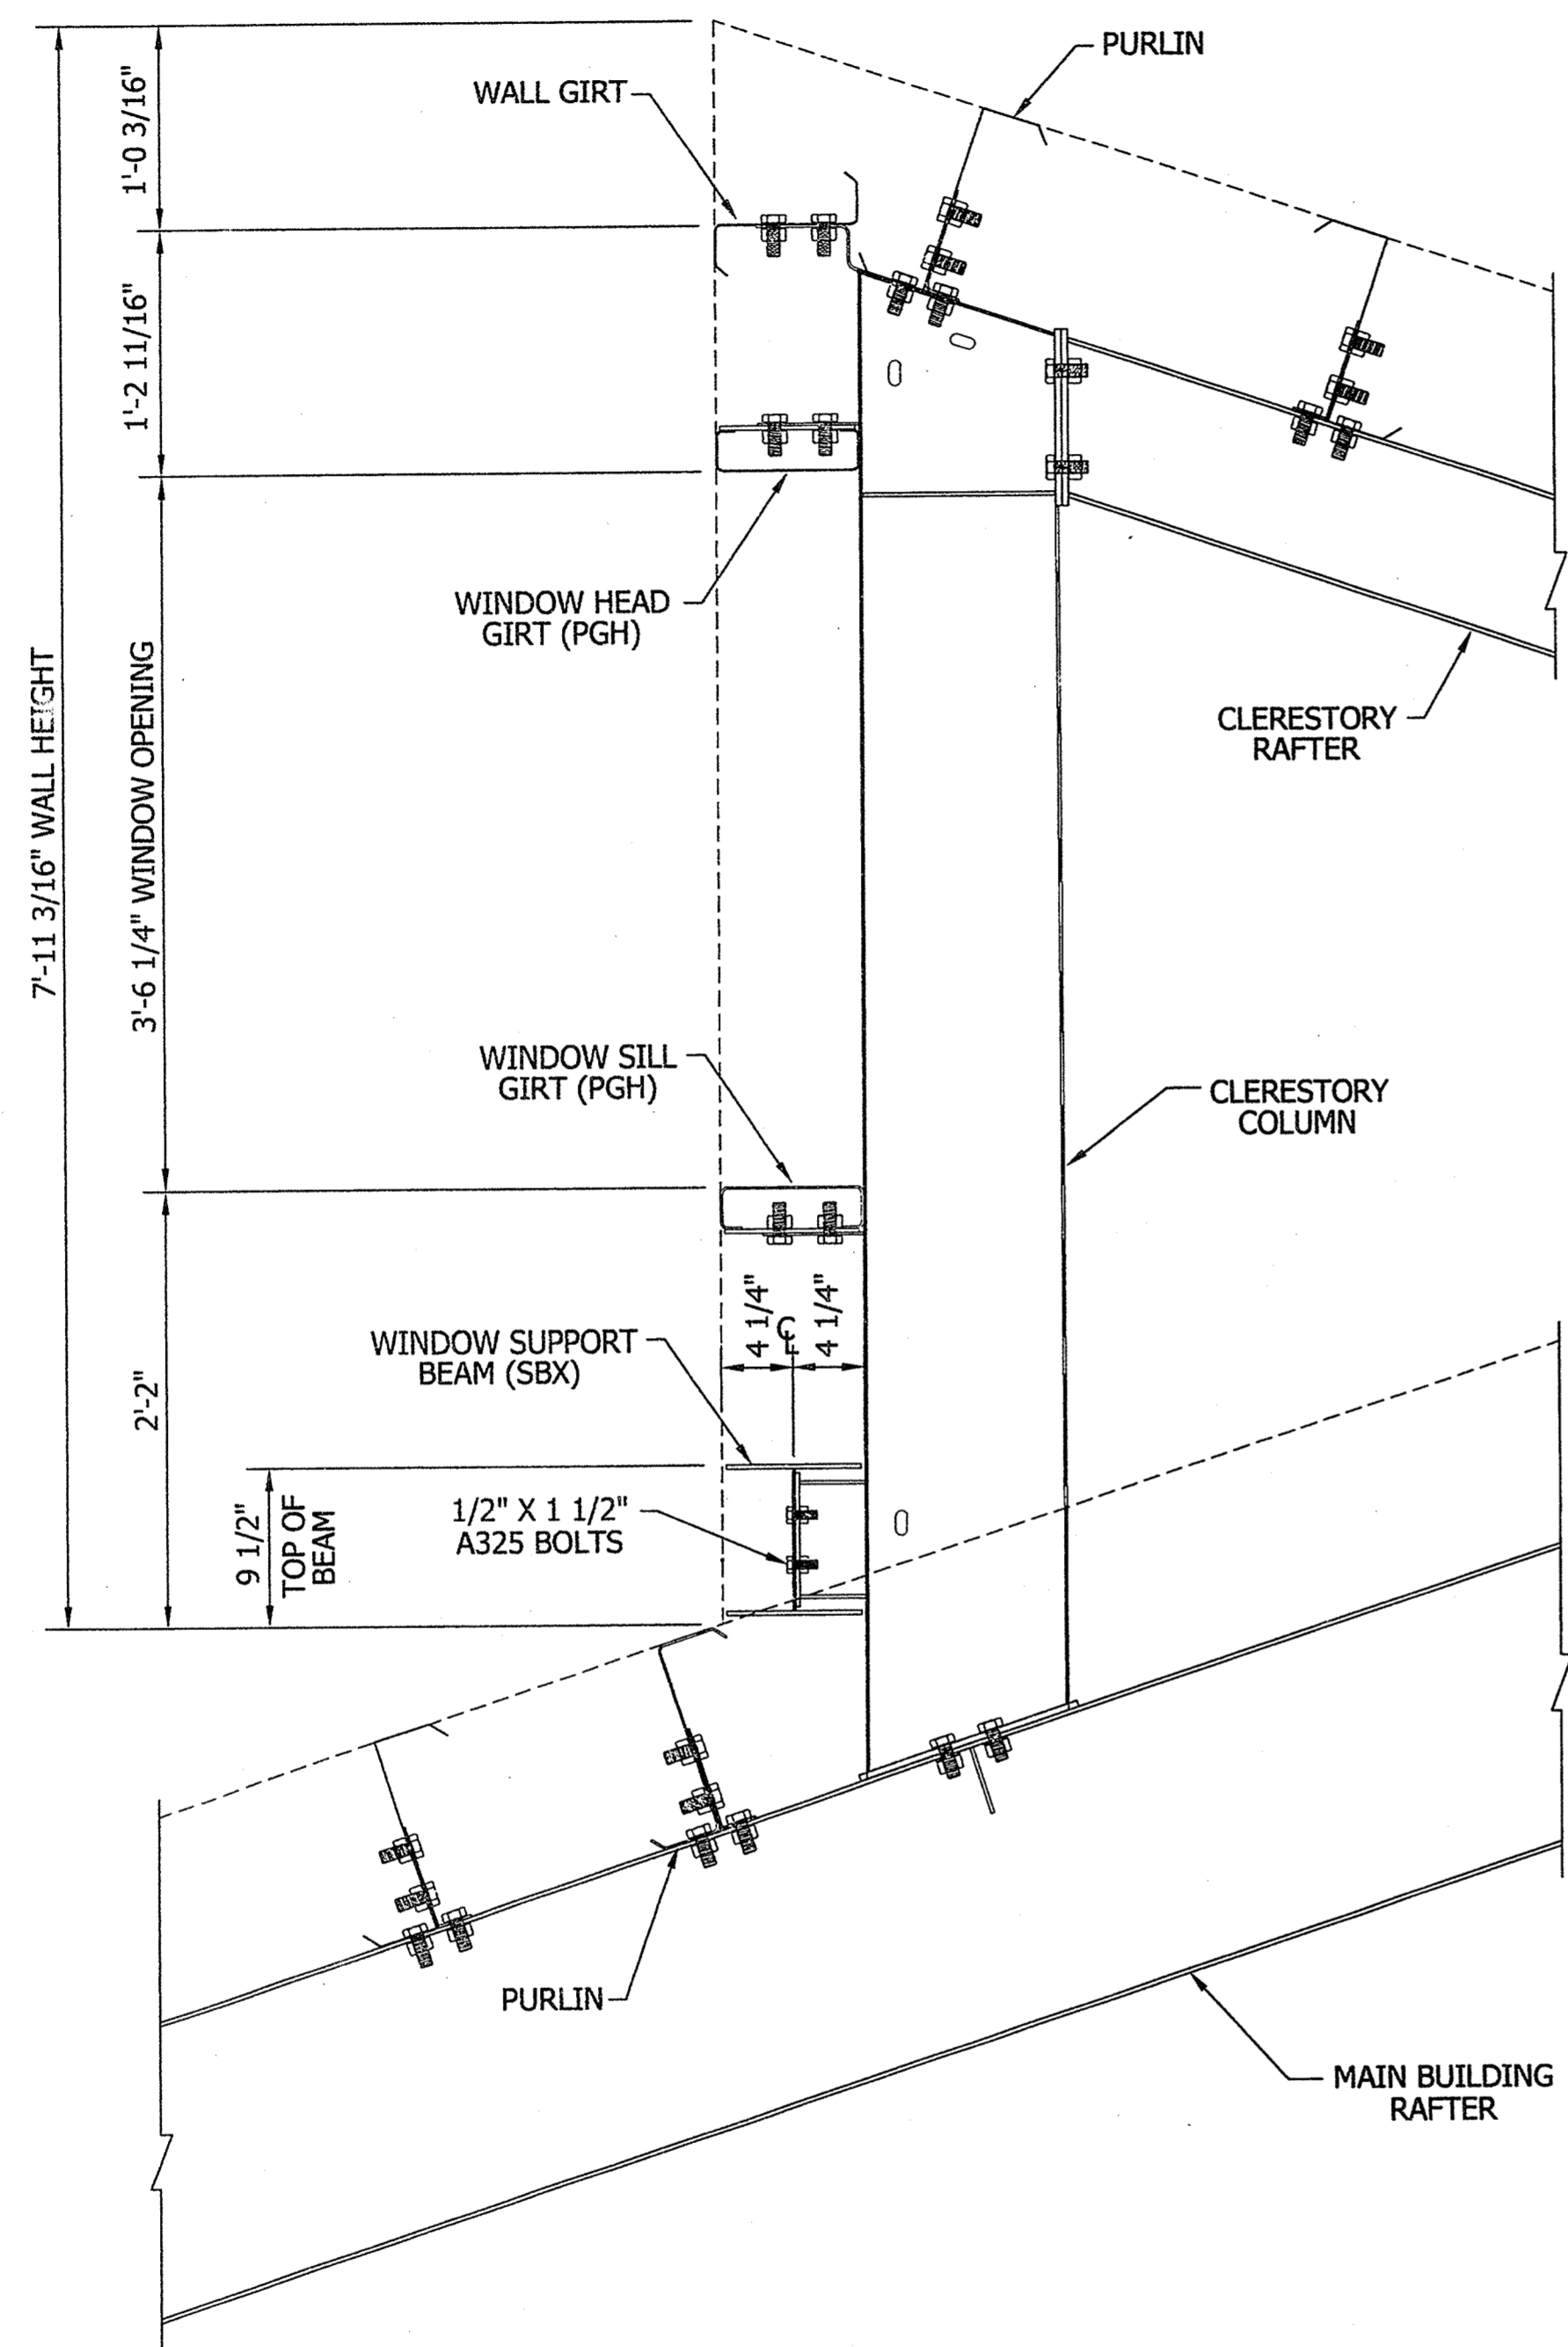 PURLIN
WALL GIRT
1'-0 3/16"
1'-2 11/16"
WINDOW HEAD
GIRT (PGH)
7'-11 3/16" WALL HEIGHT
3'-6 1/4" WINDOW OPENING
CLERESTORY
RAFTER
WINDOW SILL
GIRT (PGH)
CLERESTORY
COLUMN
4 1/4"
CL
4 1/4"
WINDOW SUPPORT
BEAM (SBX)
2'-2"
9 1/2"
TOP OF
BEAM
1/2" X 1 1/2"
A325 BOLTS
PURLIN
MAIN BUILDING
RAFTER